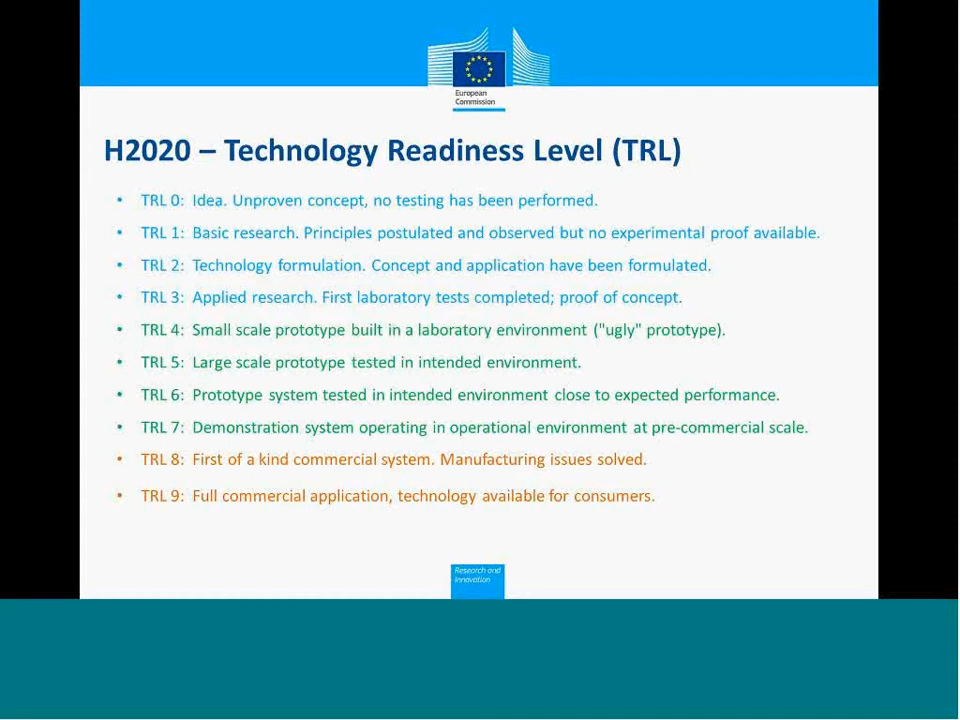 European
Commission
H2020 – Technology Readiness Level (TRL)
• TRL 0: Idea. Unproven concept, no testing has been performed.
• TRL 1: Basic research. Principles postulated and observed but no experimental proof available.
• TRL 2: Technology formulation. Concept and application have been formulated.
• TRL 3: Applied research. First laboratory tests completed; proof of concept.
• TRL 4: Small scale prototype built in a laboratory environment ("ugly" prototype).
• TRL 5: Large scale prototype tested in intended environment.
• TRL 6: Prototype system tested in intended environment close to expected performance.
• TRL 7: Demonstration system operating in operational environment at pre-commercial scale.
• TRL 8: First of a kind commercial system. Manufacturing issues solved.
• TRL 9: Full commercial application, technology available for consumers.
Research and
Innovation